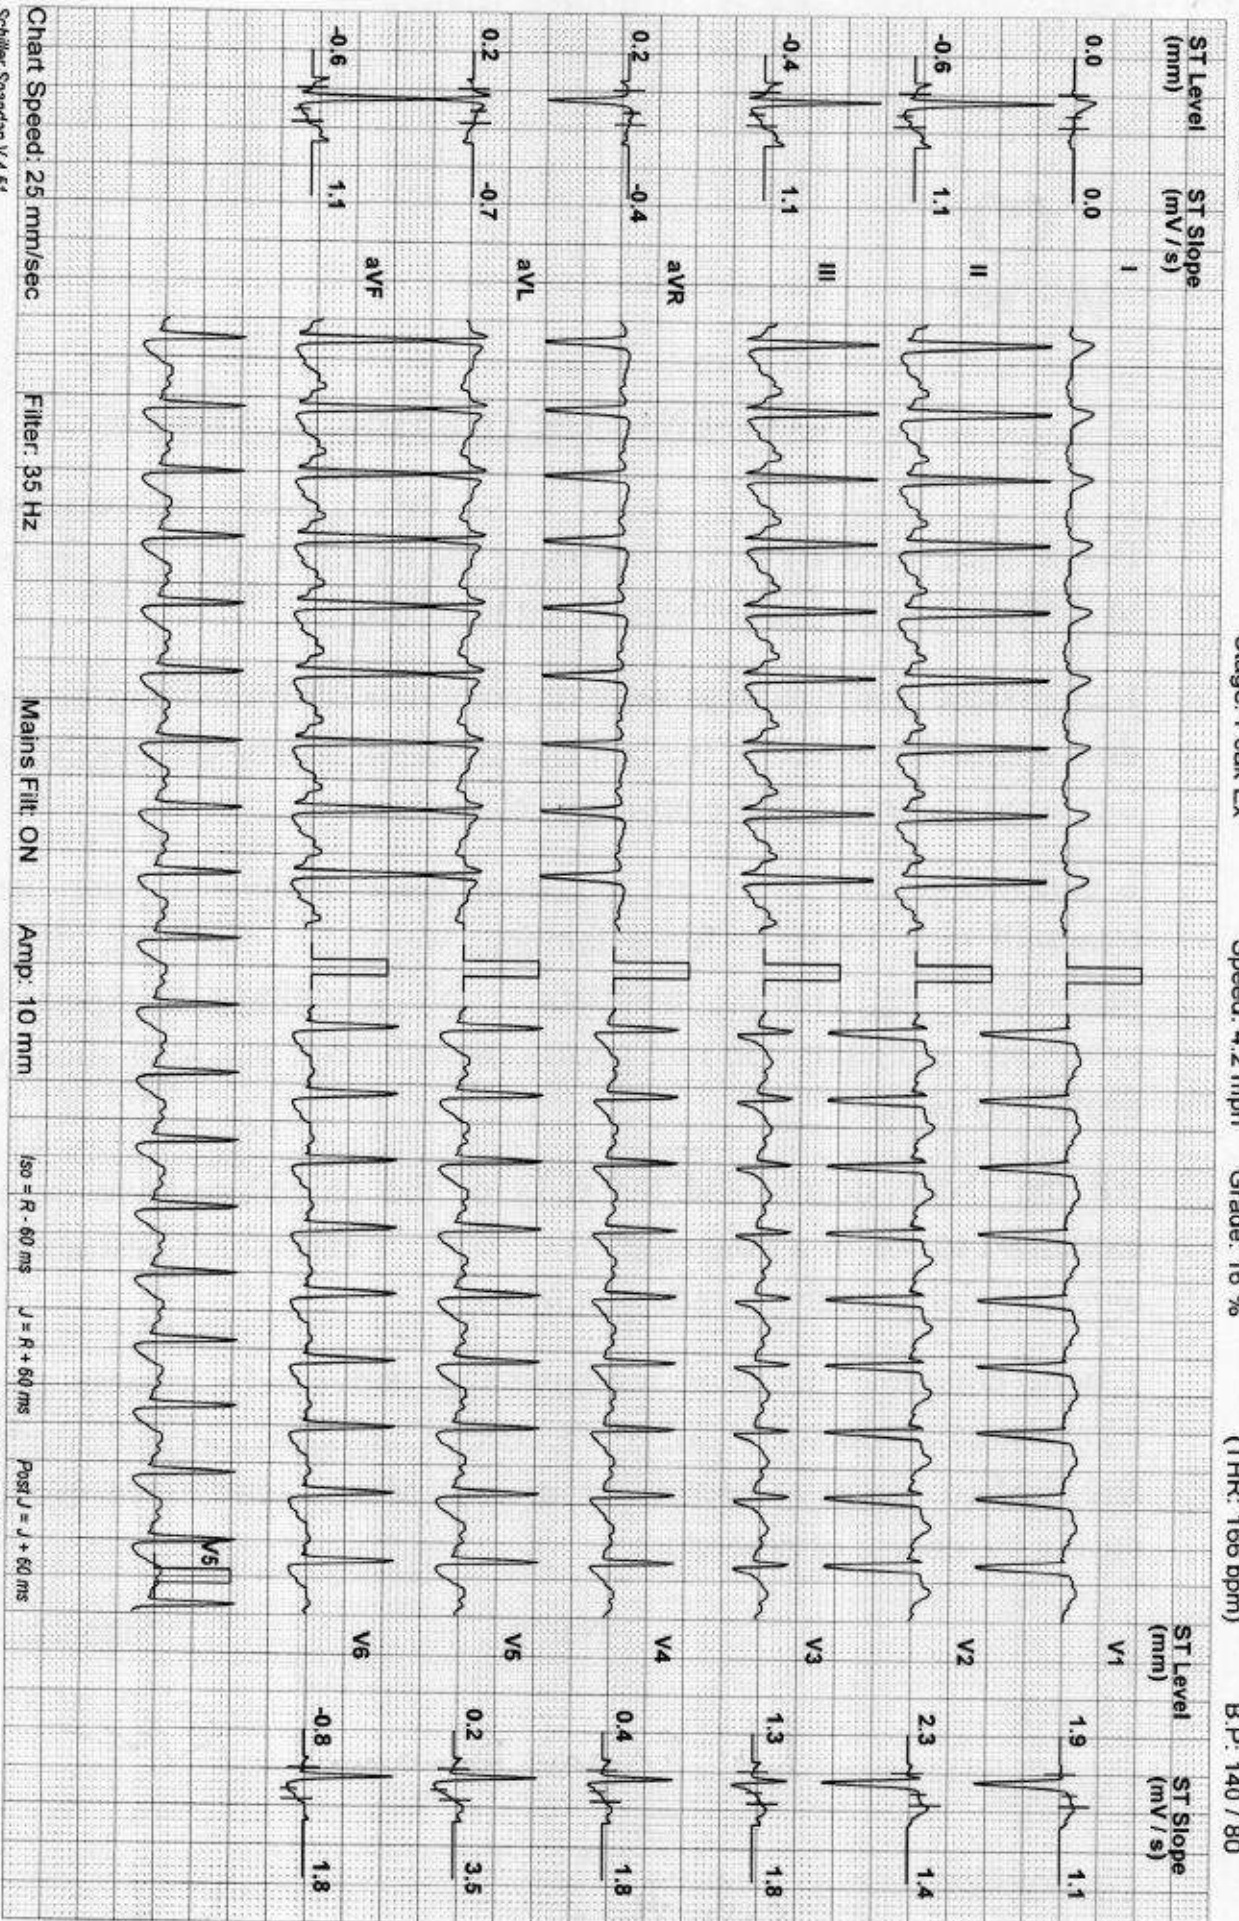 Stage: Peak Ex Speed: 4.2 mph Grade: 16 % (THR: 166 bpm) B.P: 140 / 80
ST Level (mm) ST Slope (mV / s)
0.0 0.0 I
-0.6 1.1 II
-0.4 1.1 III
0.2 -0.4 aVR
0.2 -0.7 aVL
-0.6 1.1 aVF
ST Level (mm) ST Slope (mV / s)
V1 1.9 1.1
V2 2.3 1.4
V3 1.3 1.8
V4 0.4 1.8
V5 0.2 3.5
V6 -0.8 1.8
V5
Chart Speed: 25 mm/sec Filter: 35 Hz Mains Filt: ON Amp: 10 mm Iso = R - 60 ms J = R + 60 ms Post J = J + 60 ms
Schiller Spandan V 4.51